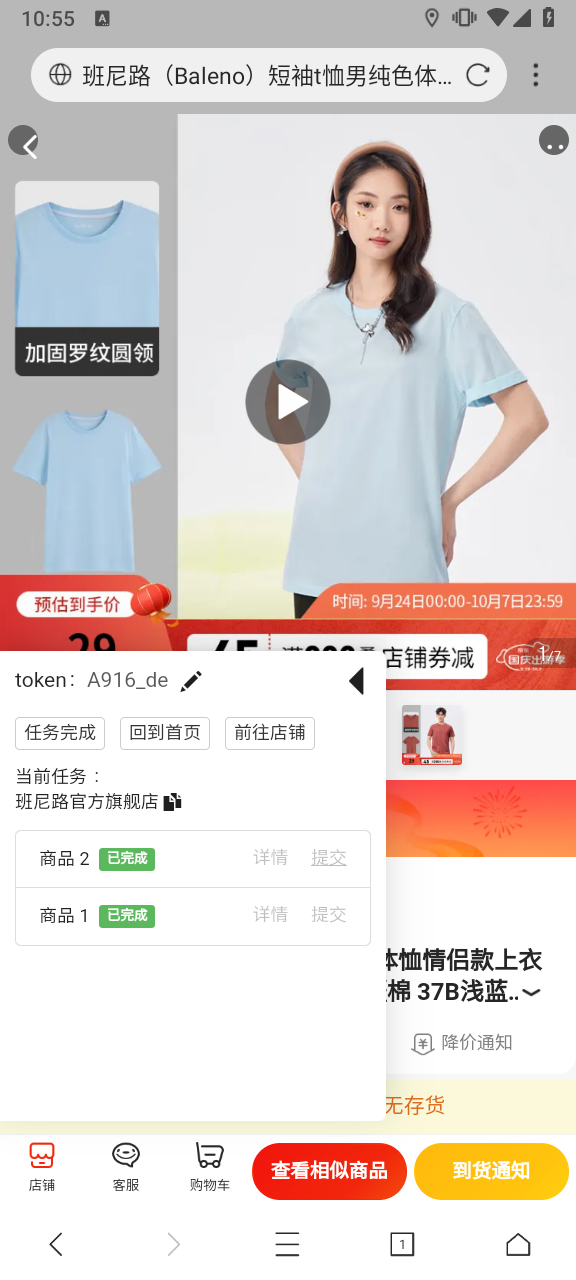 10:55
A
班尼路（Baleno）短袖t恤男纯色体...
加固罗纹圆领
预估到手价
时间: 9月24日00:00-10月7日23:59
店铺券减
国庆出游季
1/7
token： A916_de
任务完成 回到首页 前往店铺
当前任务：
班尼路官方旗舰店
商品 2 已完成 详情 提交
商品 1 已完成 详情 提交
恤情侣款上衣
棉 37B浅蓝..
降价通知
无存货
店铺 客服 购物车 查看相似商品 到货通知
1